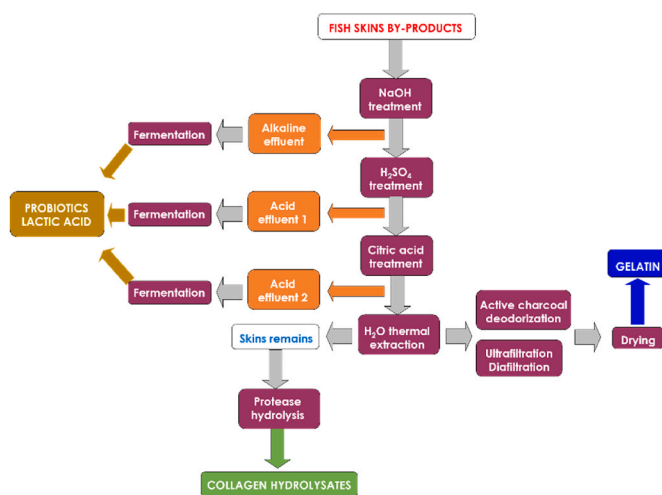 FISH SKINS BY-PRODUCTS
NaOH
treatment
Fermentation
Alkaline
effluent
H₂SO₄
treatment
PROBIOTICS
LACTIC ACID
Fermentation
Acid
effluent 1
Citric acid
treatment
GELATIN
Fermentation
Acid
effluent 2
Active charcoal
deodorization
Skins remains
H₂O thermal
extraction
Ultrafiltration
Diafiltration
Drying
Protease
hydrolysis
COLLAGEN HYDROLYSATES